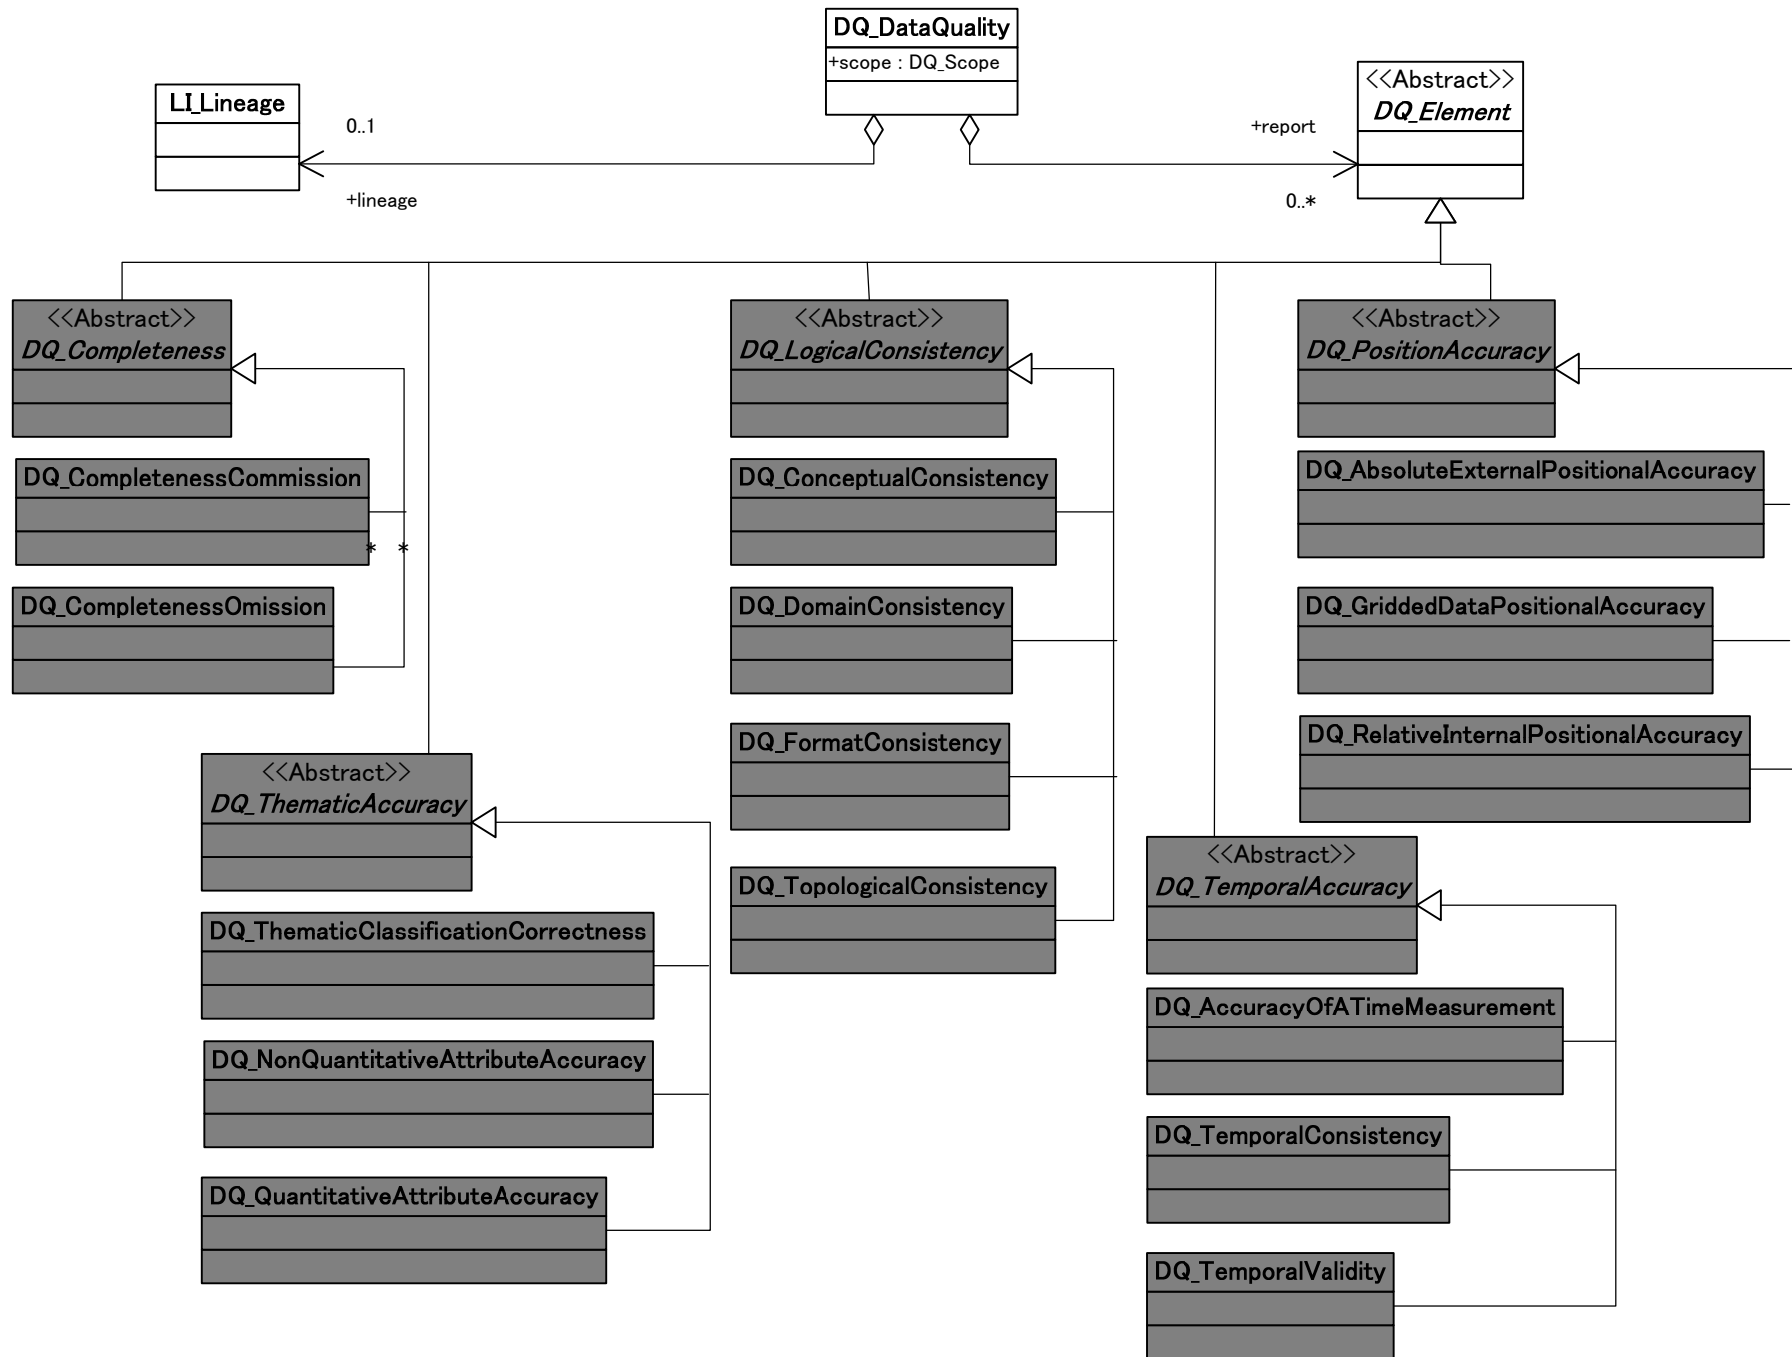 DQ_DataQuality
+scope : DQ_Scope
LI_Lineage
0..1
+lineage
+report
0..*
<<Abstract>>
DQ_Element
<<Abstract>>
DQ_Completeness
<<Abstract>>
DQ_LogicalConsistency
<<Abstract>>
DQ_PositionAccuracy
DQ_CompletenessCommission
* *
DQ_CompletenessOmission
DQ_ConceptualConsistency
DQ_DomainConsistency
DQ_FormatConsistency
DQ_TopologicalConsistency
DQ_AbsoluteExternalPositionalAccuracy
DQ_GriddedDataPositionalAccuracy
DQ_RelativeInternalPositionalAccuracy
<<Abstract>>
DQ_ThematicAccuracy
DQ_ThematicClassificationCorrectness
DQ_NonQuantitativeAttributeAccuracy
DQ_QuantitativeAttributeAccuracy
<<Abstract>>
DQ_TemporalAccuracy
DQ_AccuracyOfATimeMeasurement
DQ_TemporalConsistency
DQ_TemporalValidity